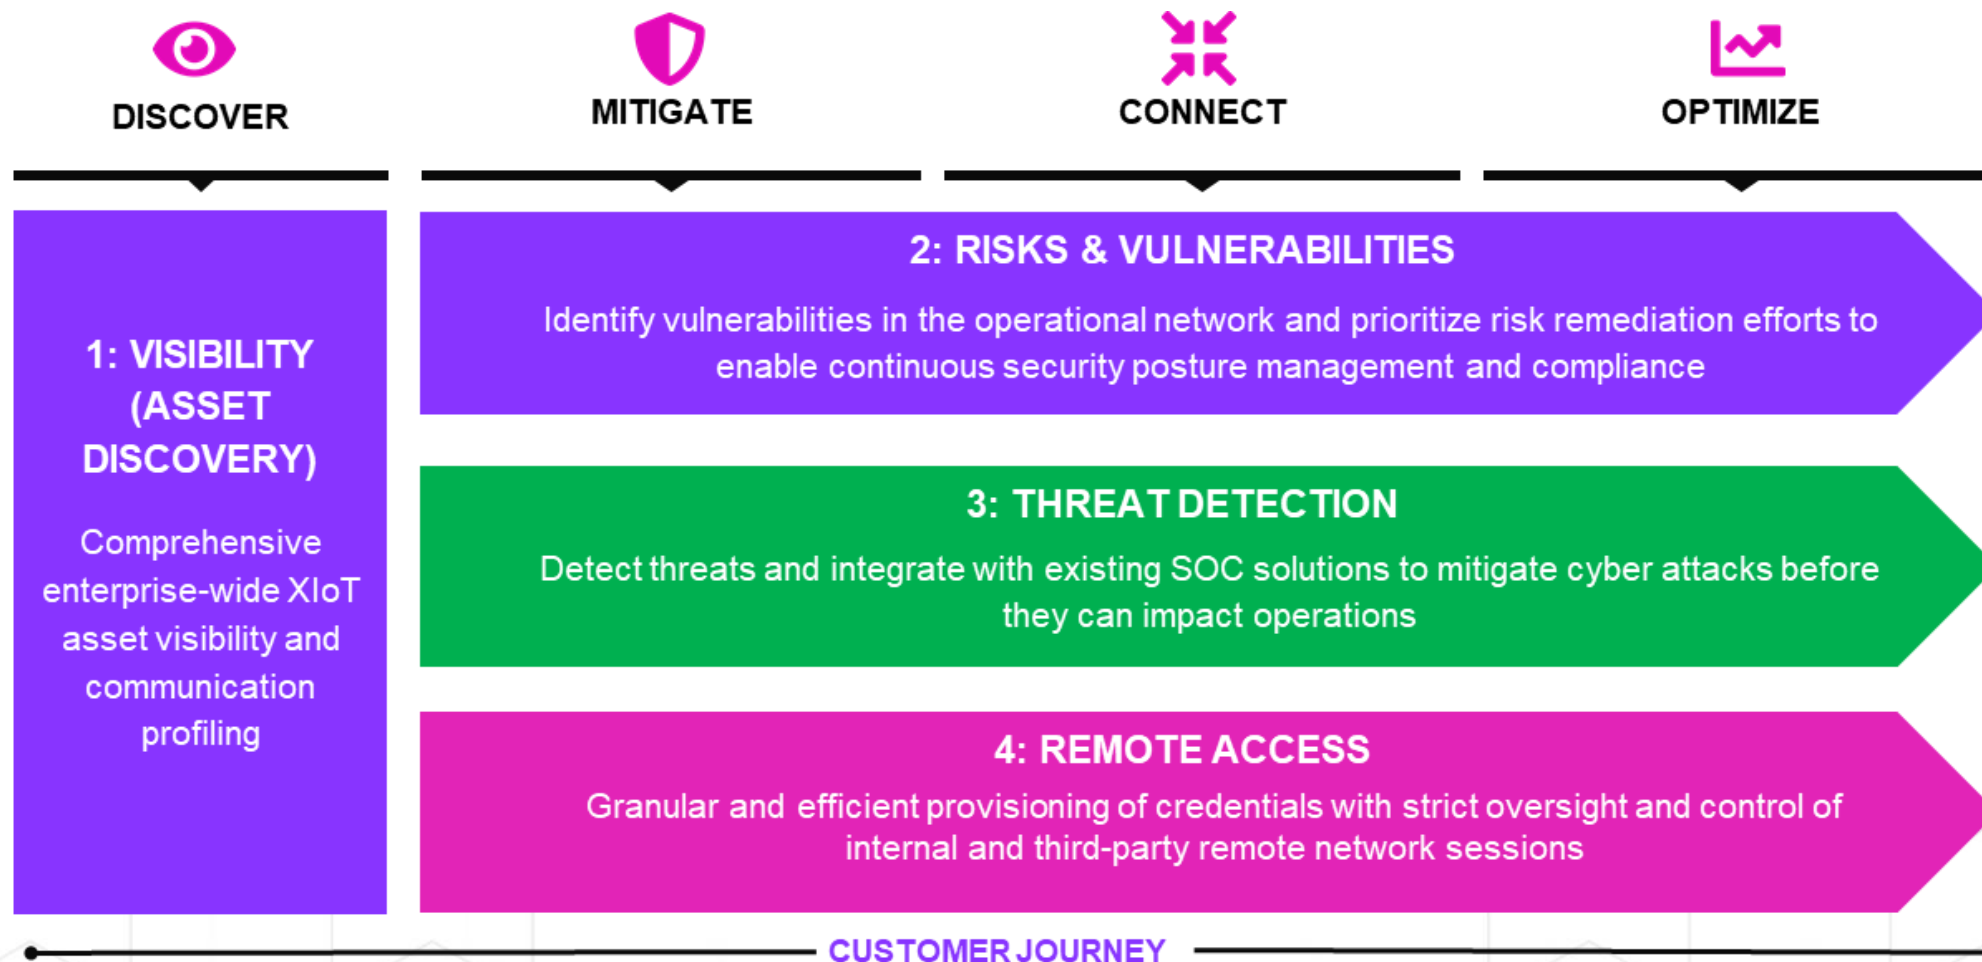 DISCOVER
MITIGATE
CONNECT
OPTIMIZE
1: VISIBILITY
(ASSET
DISCOVERY)
Comprehensive
enterprise-wide XIoT
asset visibility and
communication
profiling
2: RISKS & VULNERABILITIES
Identify vulnerabilities in the operational network and prioritize risk remediation efforts to
enable continuous security posture management and compliance
3: THREAT DETECTION
Detect threats and integrate with existing SOC solutions to mitigate cyber attacks before
they can impact operations
4: REMOTE ACCESS
Granular and efficient provisioning of credentials with strict oversight and control of
internal and third-party remote network sessions
CUSTOMER JOURNEY